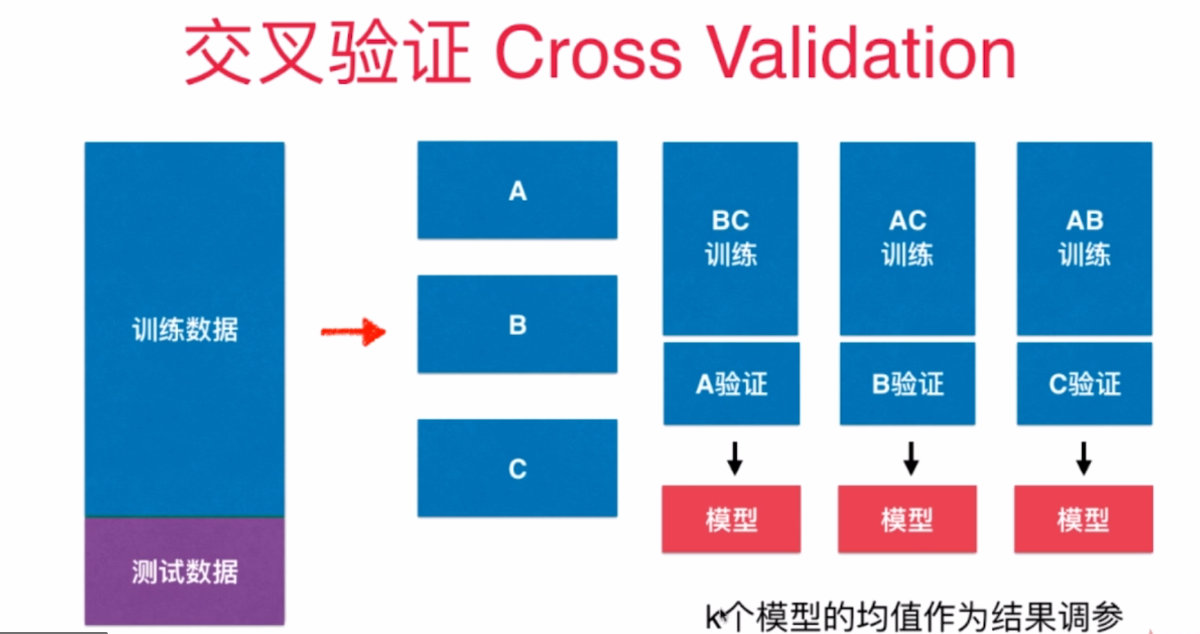 交叉验证 Cross Validation
训练数据
测试数据
A
B
C
BC
训练
A验证
模型
AC
训练
B验证
模型
AB
训练
C验证
模型
k个模型的均值作为结果调参